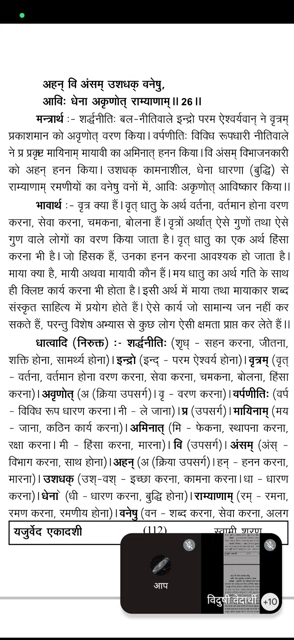 अहन् वि अंसम् उशधक् वनेषु,
आविः धेना अकृणोत् राम्याणाम्॥ 26॥
मन्त्रार्थ :- शर्द्धनीतिः बल-नीतिवाले इन्द्रो परम ऐश्वर्यवान् ने वृत्रम्
प्रकाशमान को अवृणोत् वरण किया। वर्पणीतिः विविध रूपधारी नीतिवाले
ने प्र प्रकृष्ट मायिनाम् मायावी का अमिनात् हनन किया। वि अंसम् विभाजनकारी
को अहन् हनन किया। उशधक् कामनाशील, धेना धारणा (बुद्धि) से
राम्याणाम् रमणीयों का वनेषु वनों में, आविः अकृणोत् आविष्कार किया।।
भावार्थ :- वृत्र क्या हैं। वृत् धातु के अर्थ वर्तना, वर्तमान होना वरण
करना, सेवा करना, चमकना, बोलना हैं। वृत्रों अर्थात् ऐसे गुणों तथा ऐसे
गुण वाले लोगों का वरण किया जाता है। वृत् धातु का एक अर्थ हिंसा
करना भी है। जो हिंसक हैं, उनका हनन करना आवश्यक हो जाता है।
माया क्या है, मायी अथवा मायावी कौन हैं। मय धातु का अर्थ गति के साथ
ही क्लिष्ट कार्य करना भी होता है। इसी अर्थ में माया तथा मायाकार शब्द
संस्कृत साहित्य में प्रयोग होते हैं। ऐसे कार्य जो सामान्य जन नहीं कर
सकते हैं, परन्तु विशेष अभ्यास से कुछ लोग ऐसी क्षमता प्राप्त कर लेते हैं।।
धात्वादि (निरुक्त) :- शर्द्धनीतिः (शृध् - सहन करना, जीतना,
शक्ति होना, सामर्थ्य होना)। इन्द्रो (इन्द् - परम ऐश्वर्य होना)। वृत्रम् (वृत्
- वर्तना, वर्तमान होना वरण करना, सेवा करना, चमकना, बोलना, हिंसा
करना)। अवृणोत् (अ (क्रिया उपसर्ग)। वृ - वरण करना)। वर्पणीतिः (वर्प
- विविध रूप धारण करना। नी - ले जाना)। प्र (उपसर्ग)। मायिनाम् (मय
- जाना, कठिन कार्य करना)। अमिनात् (मि - फेकना, स्थापना करना,
रक्षा करना। मी - हिंसा करना, मारना)। वि (उपसर्ग)। अंसम् (अंस् -
विभाग करना, साथ होना)। अहन् (अ (क्रिया उपसर्ग)। हन् - हनन करना,
मारना)। उशधक् (उश्-वश् - इच्छा करना, कामना करना। धा - धारण
करना)। धेना (धी - धारण करना, बुद्धि होना)। राम्याणाम् (रम् - रमना,
रमण करना, रमणीय होना)। वनेषु (वन - शब्द करना, सेवा करना, अलग
यजुर्वेद एकादशी (112) स्वामी शरण
आप
विदुषी वेदार्थी
+10